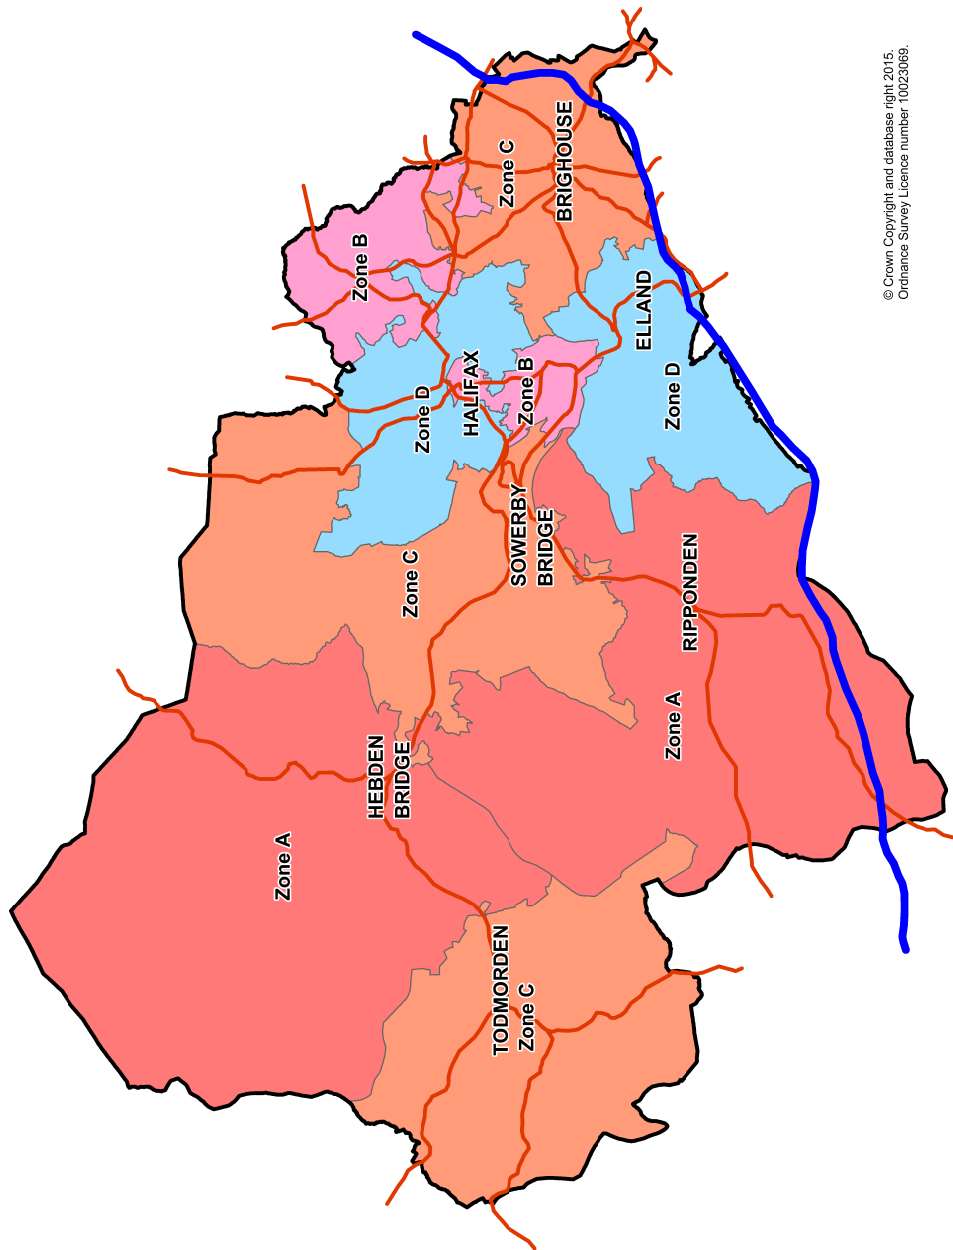 Zone A
Zone B
HEBDEN
BRIDGE
Zone C
Zone D
HALIFAX
TODMORDEN
Zone C
Zone C
SOWERBY
BRIDGE
Zone B
BRIGHOUSE
ELLAND
Zone A
Zone D
RIPPONDEN
© Crown Copyright and database right 2015.
Ordnance Survey Licence number 10023069.